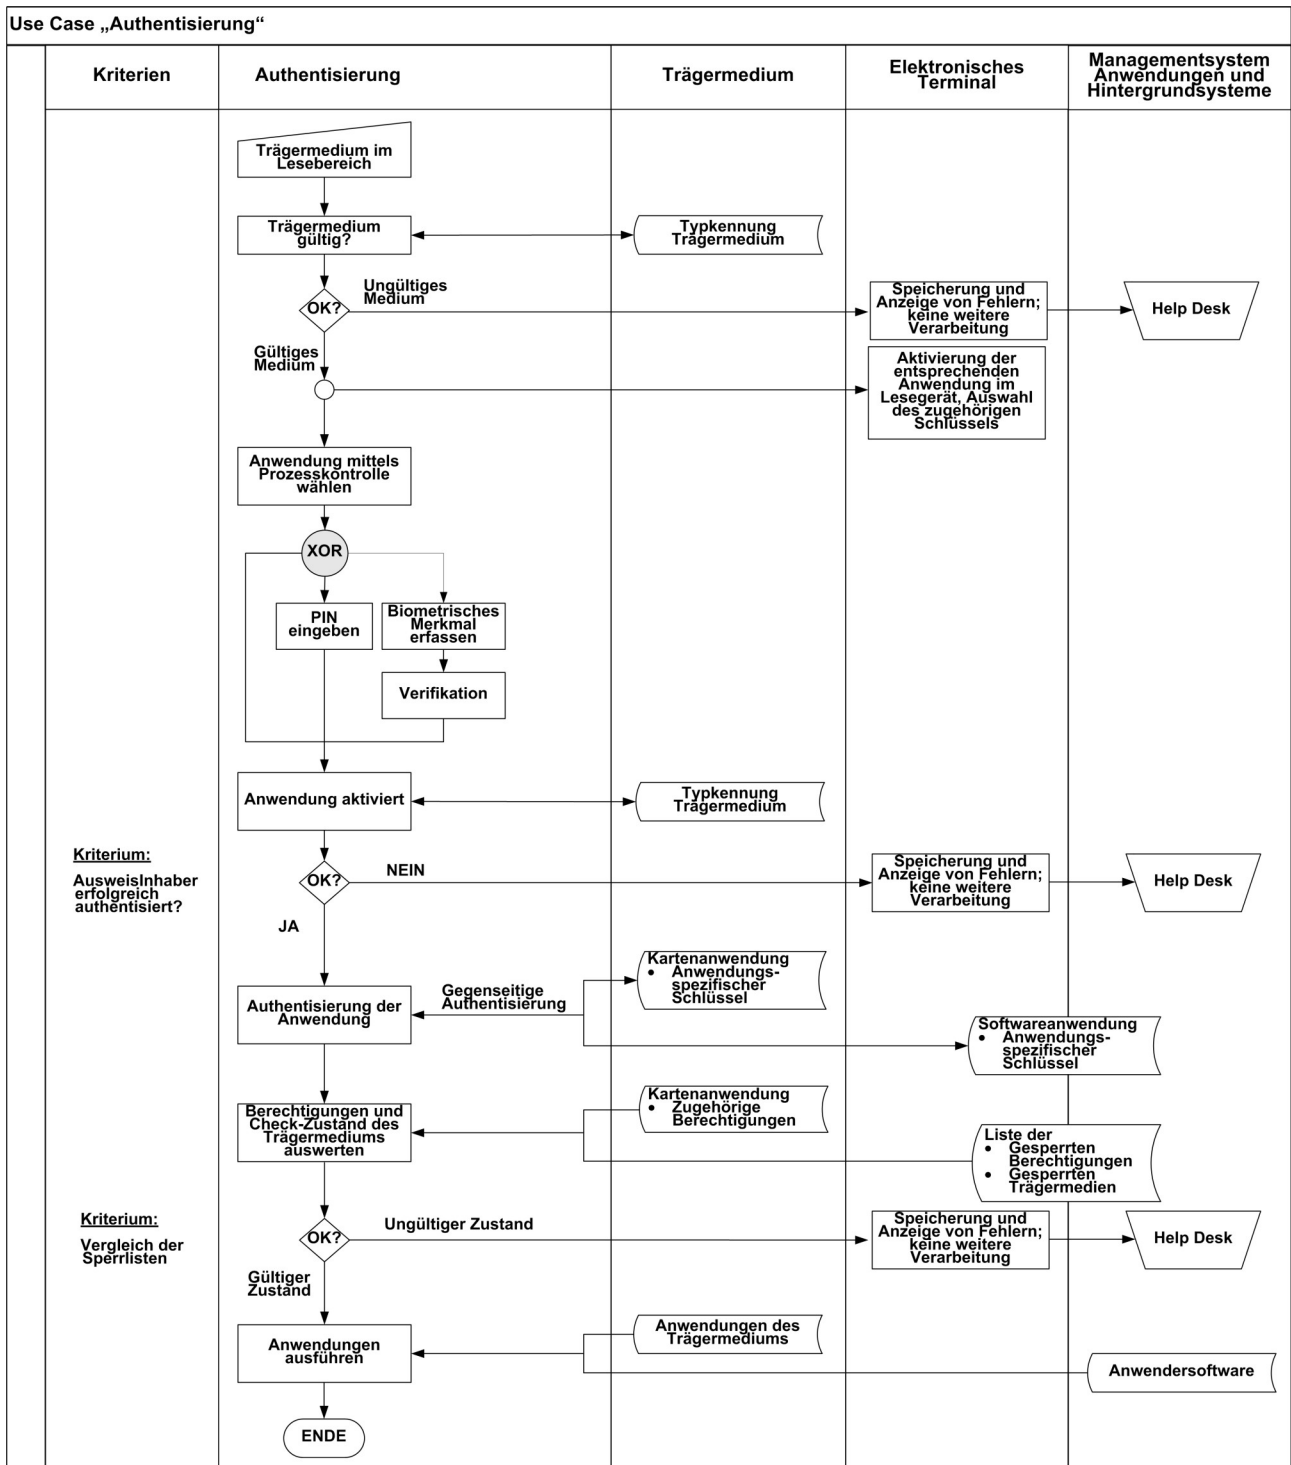 Use Case „Authentisierung“
Kriterien
Authentisierung
Trägermedium
Elektronisches
Terminal
Managementsystem
Anwendungen und
Hintergrundsysteme
Trägermedium im
Lesebereich
Trägermedium
gültig?
Typkennung
Trägermedium
OK?
Ungültiges
Medium
Speicherung und
Anzeige von Fehlern;
keine weitere
Verarbeitung
Help Desk
Gültiges
Medium
Aktivierung der
entsprechenden
Anwendung im
Lesegerät, Auswahl
des zugehörigen
Schlüssels
Anwendung mittels
Prozesskontrolle
wählen
XOR
PIN
eingeben
Biometrisches
Merkmal
erfassen
Verifikation
Anwendung aktiviert
Typkennung
Trägermedium
Kriterium:
AusweisInhaber
erfolgreich
authentisiert?
OK?
NEIN
Speicherung und
Anzeige von Fehlern;
keine weitere
Verarbeitung
Help Desk
JA
Kartenanwendung
• Anwendungs-
spezifischer
Schlüssel
Gegenseitige
Authentisierung
Authentisierung der
Anwendung
Softwareanwendung
• Anwendungs-
spezifischer
Schlüssel
Kartenanwendung
• Zugehörige
Berechtigungen
Berechtigungen und
Check-Zustand des
Trägermediums
auswerten
Liste der
• Gesperrten
Berechtigungen
• Gesperrten
Trägermedien
Kriterium:
Vergleich der
Sperrlisten
OK?
Ungültiger Zustand
Speicherung und
Anzeige von Fehlern;
keine weitere
Verarbeitung
Help Desk
Gültiger
Zustand
Anwendungen des
Trägermediums
Anwendungen
ausführen
Anwendersoftware
ENDE